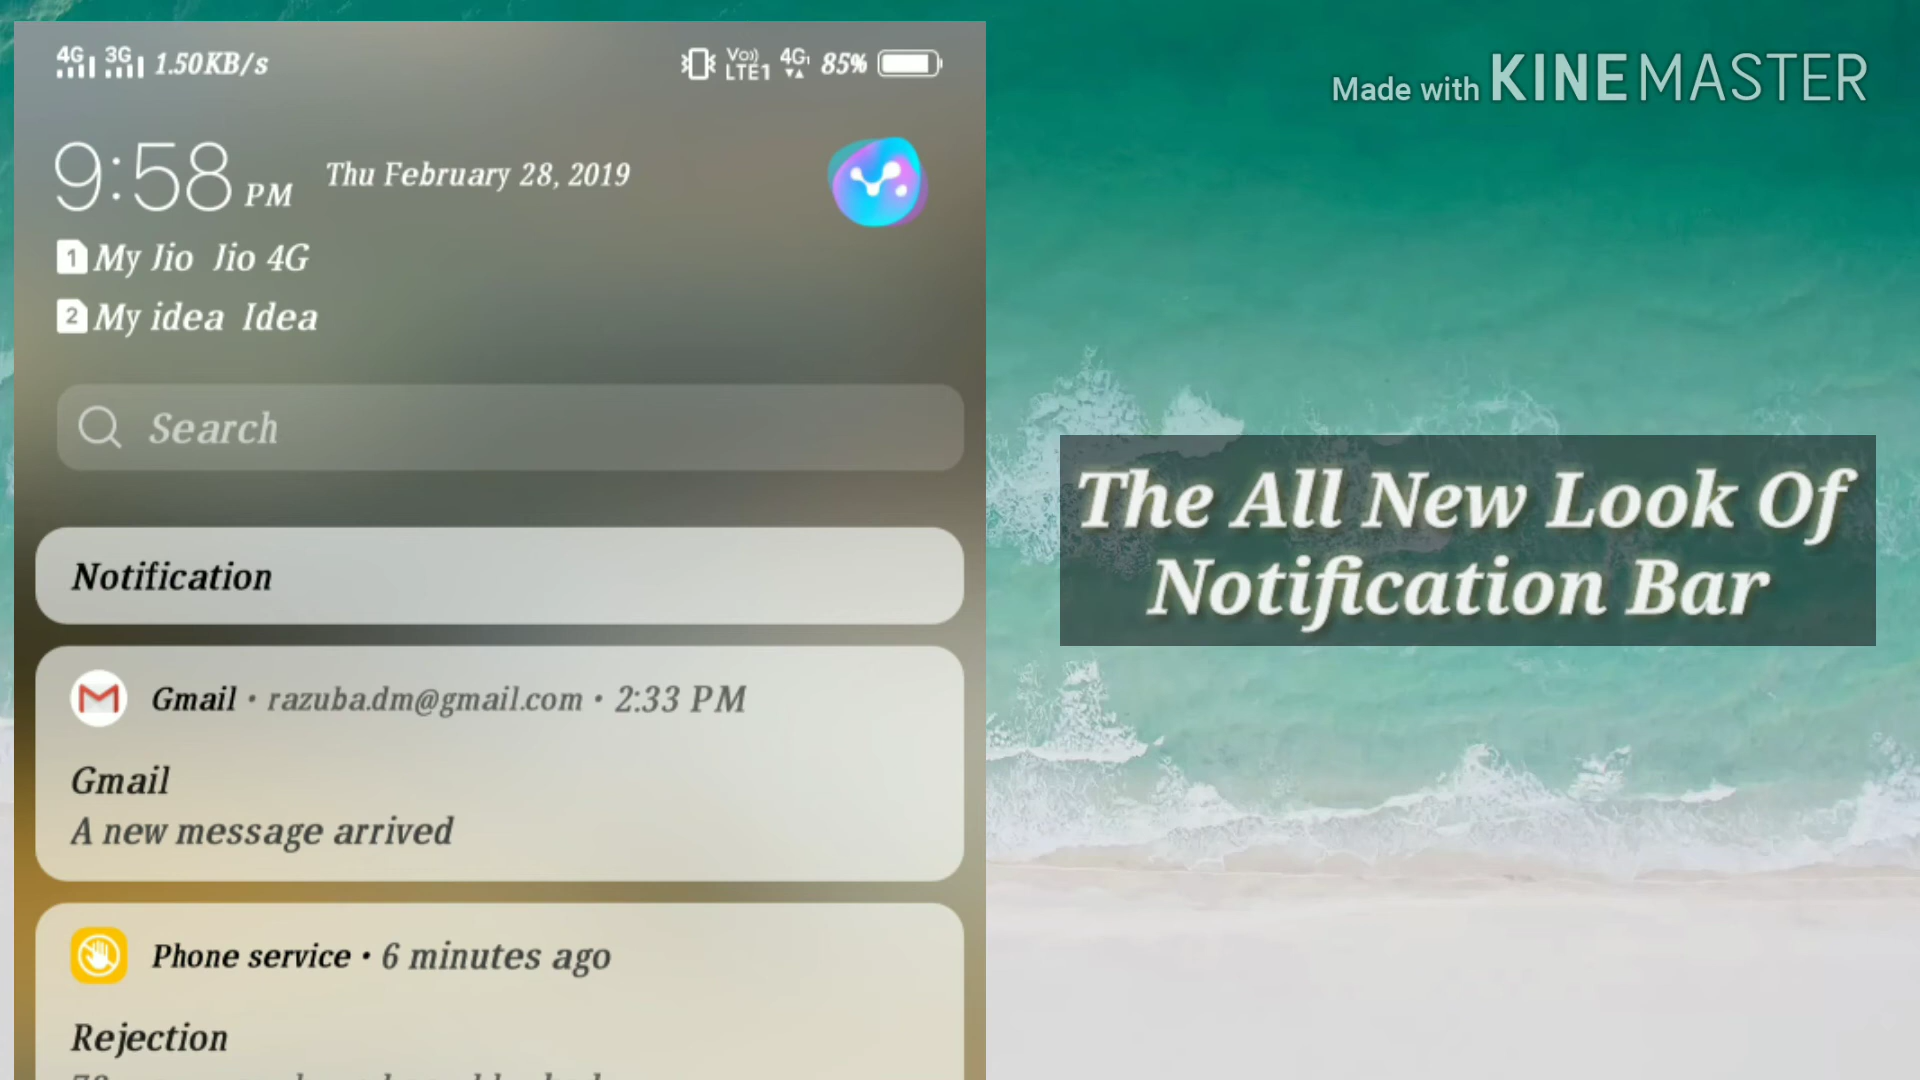 4G 3G 1.50KB/s
Vo)) LTE1 4G 85%
9:58 PM Thu February 28, 2019
1 My Jio Jio 4G
2 My idea Idea
Search
Notification
Gmail • razuba.dm@gmail.com • 2:33 PM
Gmail
A new message arrived
Phone service • 6 minutes ago
Rejection
Made with KINEMASTER
The All New Look Of
Notification Bar